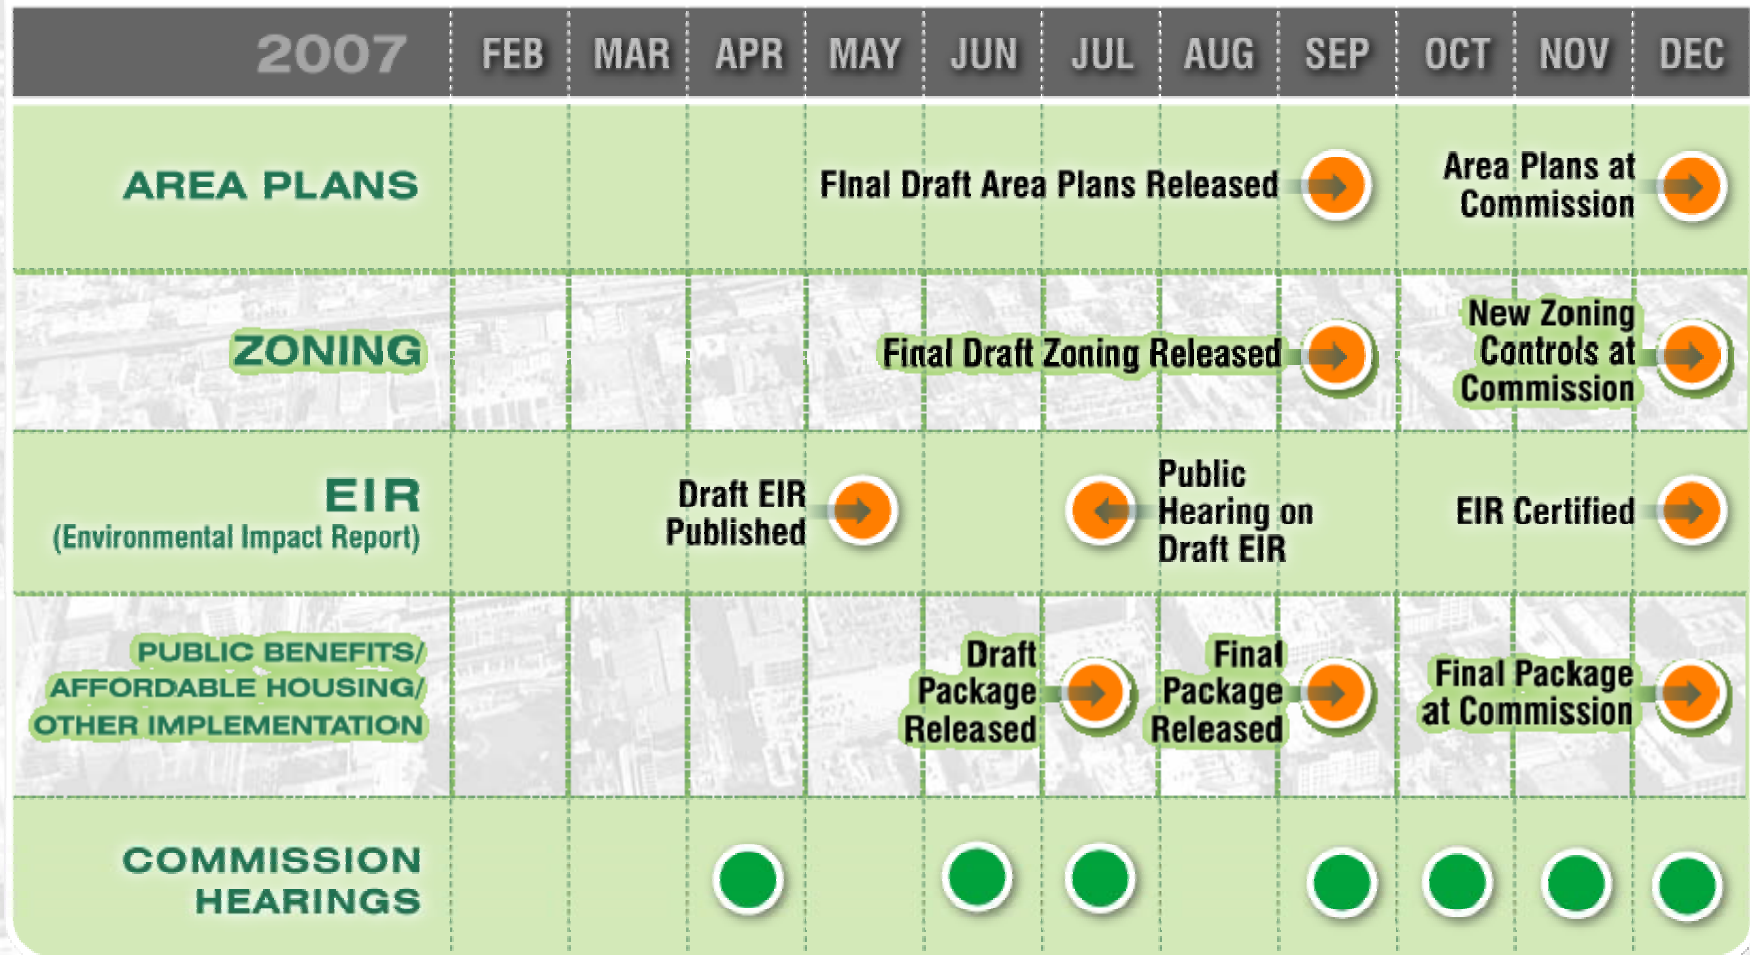 2007 FEB MAR APR MAY JUN JUL AUG SEP OCT NOV DEC
AREA PLANS
FInal Draft Area Plans Released
Area Plans at
Commission
ZONING
Final Draft Zoning Released
New Zoning
Controls at
Commission
EIR
(Environmental Impact Report)
Draft EIR
Published
Public
Hearing on
Draft EIR
EIR Certified
PUBLIC BENEFITS/
AFFORDABLE HOUSING/
OTHER IMPLEMENTATION
Draft
Package
Released
Final
Package
Released
Final Package
at Commission
COMMISSION
HEARINGS